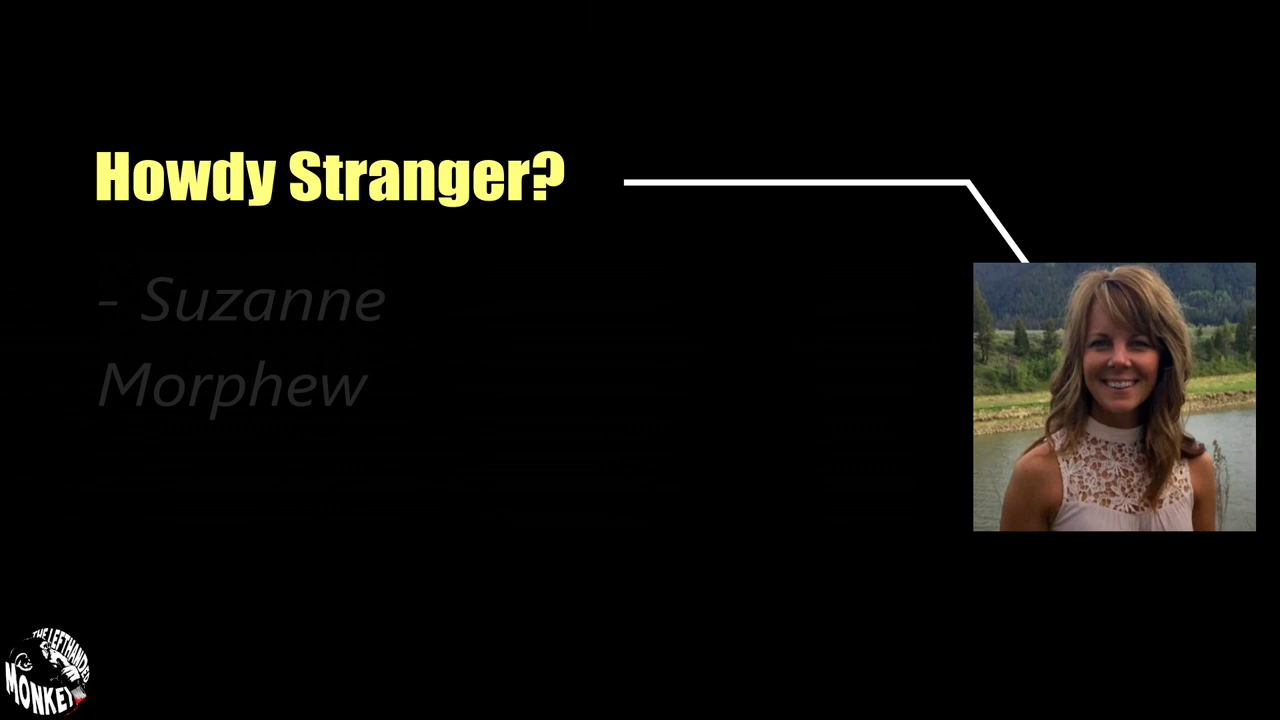 Howdy Stranger?
- Suzanne
Morphew
THE LEFTHANDED
MONKEY